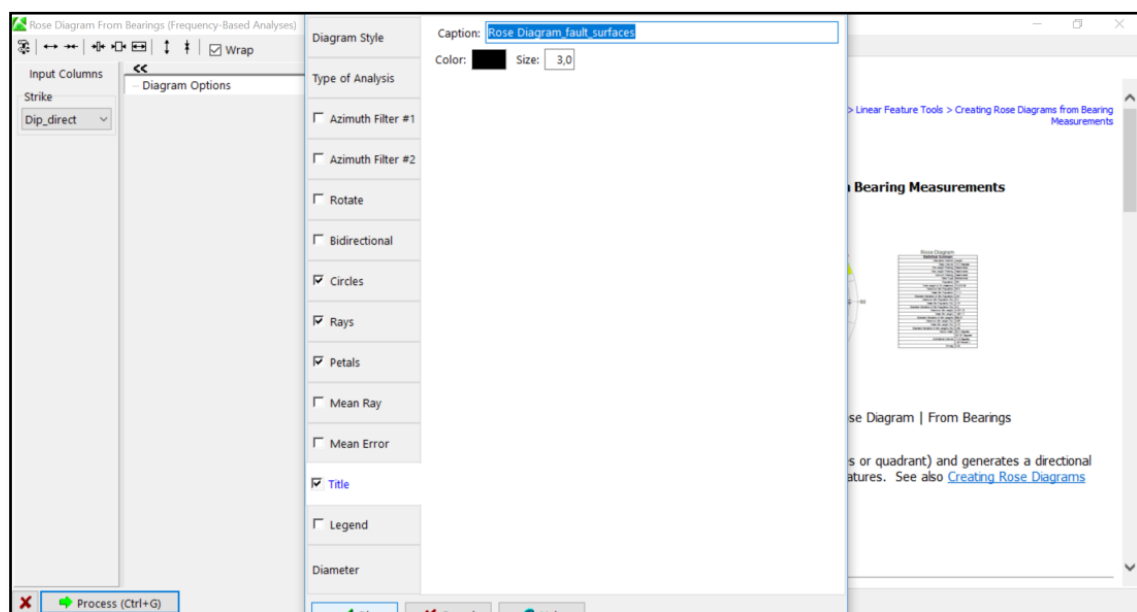 Rose Diagram From Bearings (Frequency-Based Analyses)
Wrap
Input Columns
<<
Strike
Diagram Options
Dip_direct
Diagram Style
Type of Analysis
Azimuth Filter #1
Azimuth Filter #2
Rotate
Bidirectional
Circles
Rays
Petals
Mean Ray
Mean Error
Title
Legend
Diameter
Caption: Rose Diagram_fault_surfaces
Color: Size: 3,0
> Linear Feature Tools > Creating Rose Diagrams from Bearing
Measurements
Bearing Measurements
Rose Diagram
se Diagram | From Bearings
s or quadrant) and generates a directional
atures. See also Creating Rose Diagrams
Process (Ctrl+G)